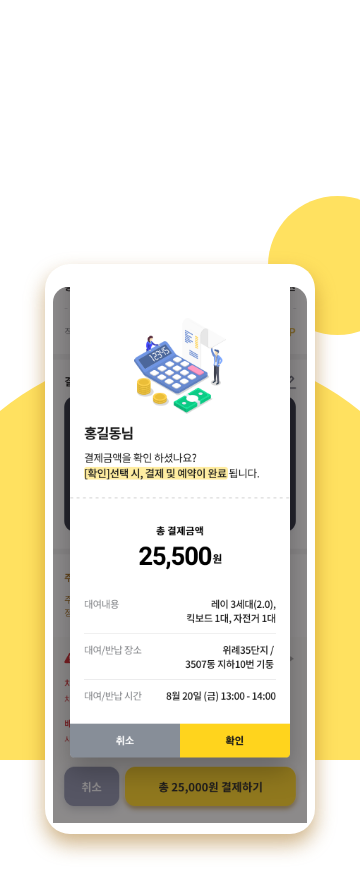 홍길동님
결제금액을 확인 하셨나요?
[확인]선택 시, 결제 및 예약이 완료 됩니다.
총 결제금액
25,500원
대여내용 레이 3세대(2.0),
킥보드 1대, 자전거 1대
대여/반납 장소 위례35단지 /
3507동 지하10번 기둥
대여/반납 시간 8월 20일 (금) 13:00 - 14:00
취소 확인
취소 총 25,000원 결제하기